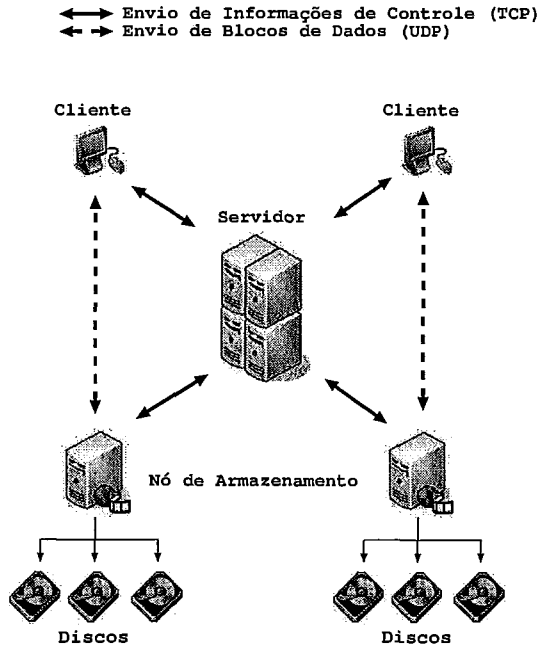 Envio de Informações de Controle (TCP)
Envio de Blocos de Dados (UDP)
Cliente
Cliente
Servidor
Nó de Armazenamento
Discos
Discos